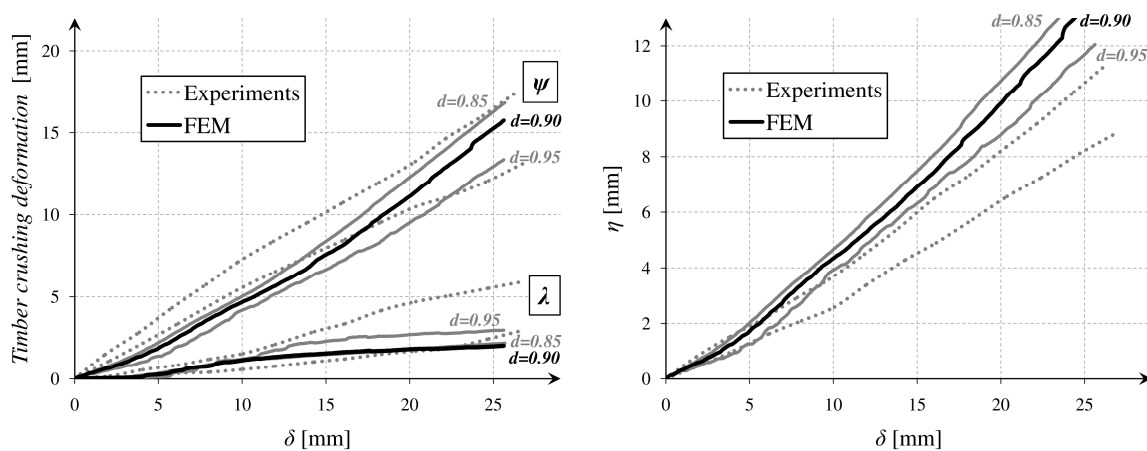 Timber crushing deformation [mm]
20
15
10
5
0
0 5 10 15 20 25
δ [mm]
Experiments
FEM
ψ
d=0.85
d=0.90
d=0.95
λ
d=0.95
d=0.85
d=0.90
η [mm]
12
10
8
6
4
2
0
0 5 10 15 20 25
δ [mm]
Experiments
FEM
d=0.85
d=0.90
d=0.95